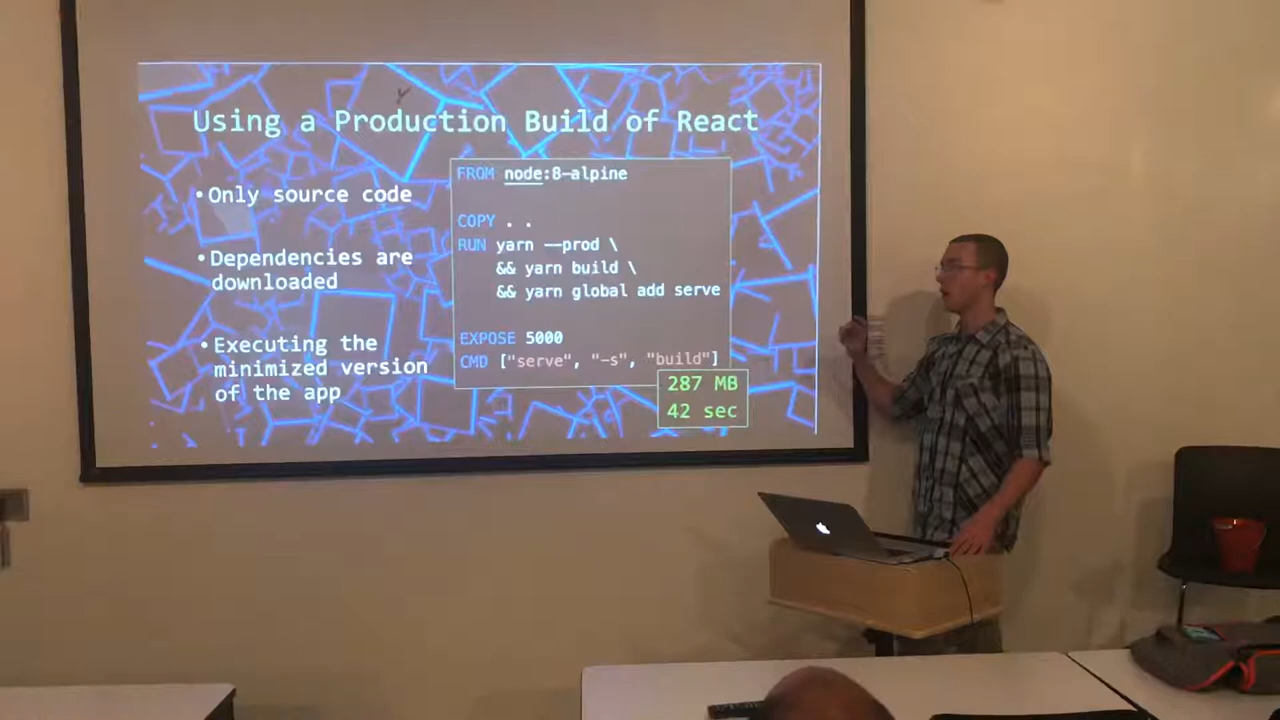 Using a Production Build of React
•Only source code
•Dependencies are
downloaded
•Executing the
minimized version
of the app
FROM node:8-alpine
COPY . .
RUN yarn --prod \
&& yarn build \
&& yarn global add serve
EXPOSE 5000
CMD ["serve", "-s", "build"]
287 MB
42 sec